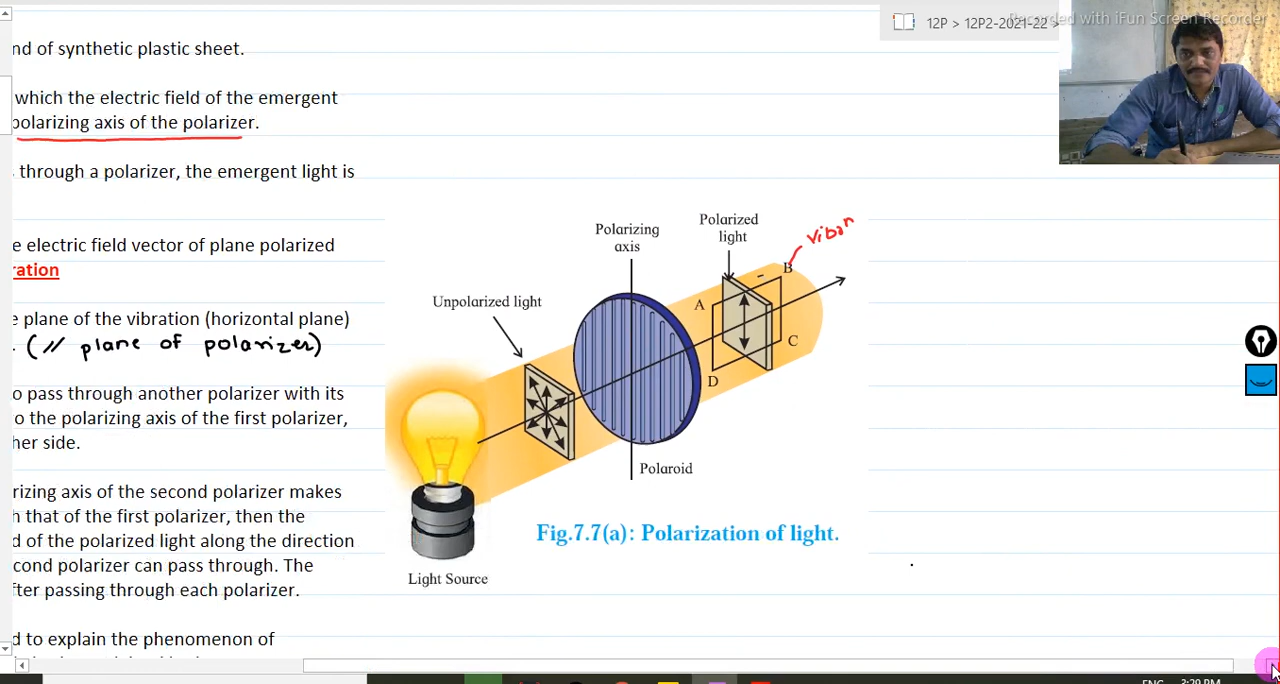 12P > 12P2-2021-22 >
Recorded with iFun Screen Recorder
nd of synthetic plastic sheet.
which the electric field of the emergent
polarizing axis of the polarizer.
through a polarizer, the emergent light is
e electric field vector of plane polarized
ration
e plane of the vibration (horizontal plane)
. (// plane of polarizer)
o pass through another polarizer with its
o the polarizing axis of the first polarizer,
her side.
rizing axis of the second polarizer makes
h that of the first polarizer, then the
d of the polarized light along the direction
cond polarizer can pass through. The
fter passing through each polarizer.
d to explain the phenomenon of
Polarizing
axis
Polarized
light
Unpolarized light
A
B
C
D
Polaroid
Fig.7.7(a): Polarization of light.
Light Source
ENG
3:29 PM